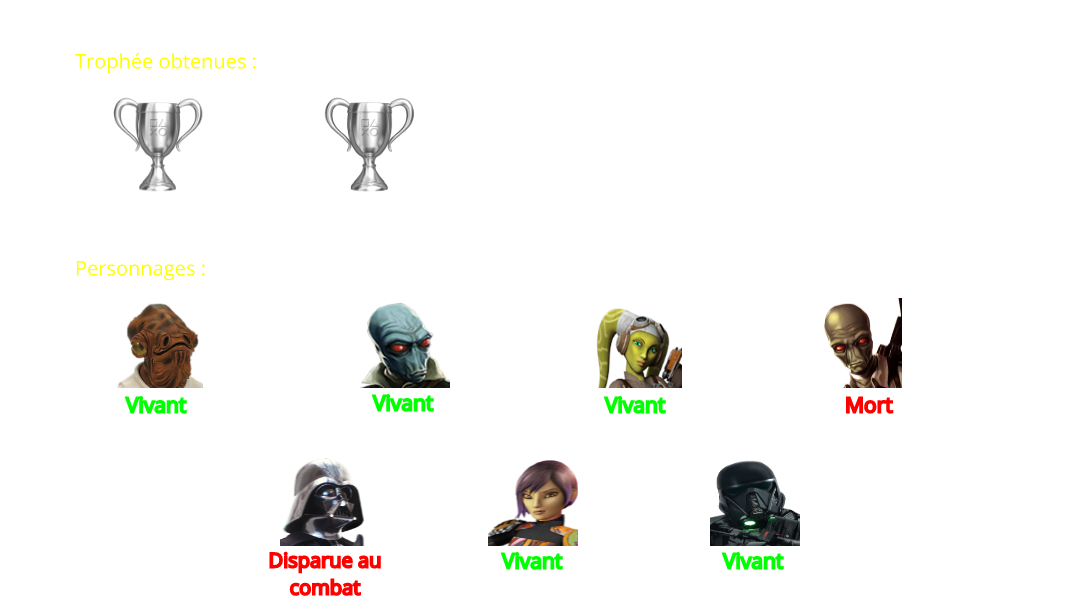 Trophée obtenues :
Personnages :
Vivant
Vivant
Vivant
Mort
Disparue au
combat
Vivant
Vivant